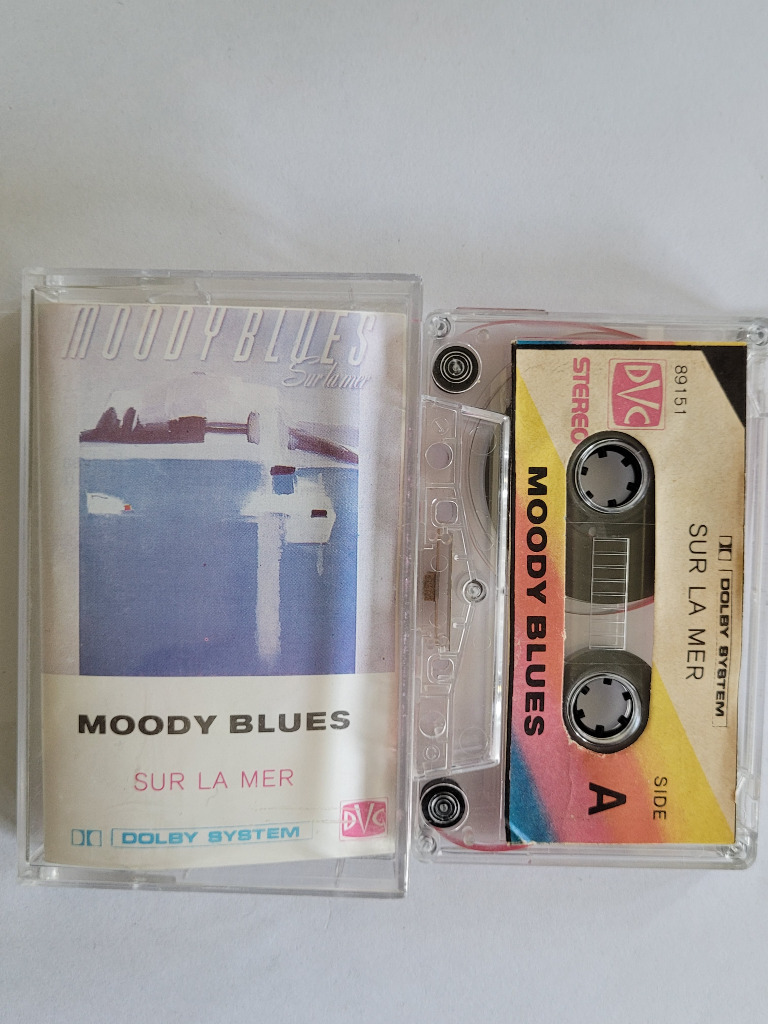 MOODY BLUES
Sur la mer
MOODY BLUES
SUR LA MER
DOLBY SYSTEM
DVC
89151
DVC
STEREO
DOLBY SYSTEM
SUR LA MER
MOODY BLUES
SIDE
A